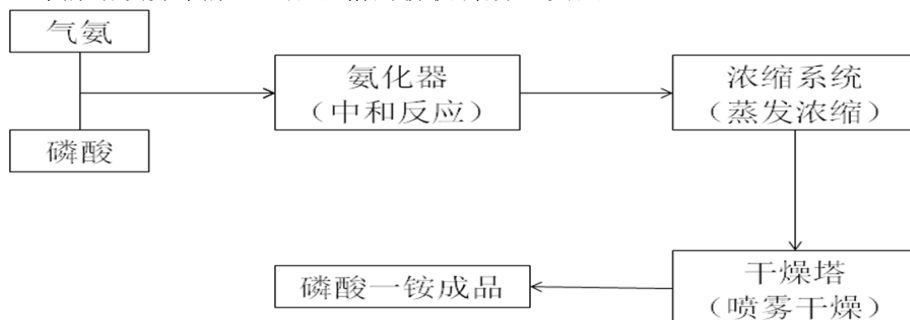 气氨
磷酸
氨化器
（中和反应）
浓缩系统
（蒸发浓缩）
干燥塔
（喷雾干燥）
磷酸一铵成品